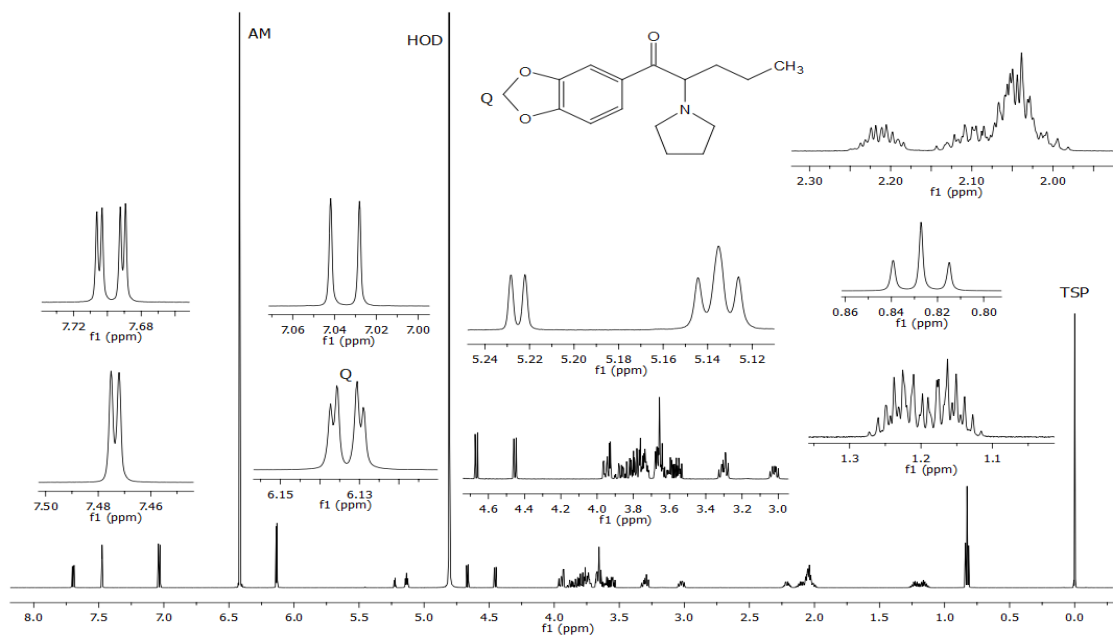 AM
HOD
O
CH3
Q
O
O
N
2.30 2.20 2.10 2.00
f1 (ppm)
7.72 7.68
f1 (ppm)
7.06 7.04 7.02 7.00
f1 (ppm)
5.24 5.22 5.20 5.18 5.16 5.14 5.12
f1 (ppm)
0.86 0.84 0.82 0.80
f1 (ppm)
TSP
7.50 7.48 7.46
f1 (ppm)
Q
6.15 6.13
f1 (ppm)
4.6 4.4 4.2 4.0 3.8 3.6 3.4 3.2 3.0
f1 (ppm)
1.3 1.2 1.1
f1 (ppm)
8.0 7.5 7.0 6.5 6.0 5.5 5.0 4.5 4.0 3.5 3.0 2.5 2.0 1.5 1.0 0.5 0.0
f1 (ppm)